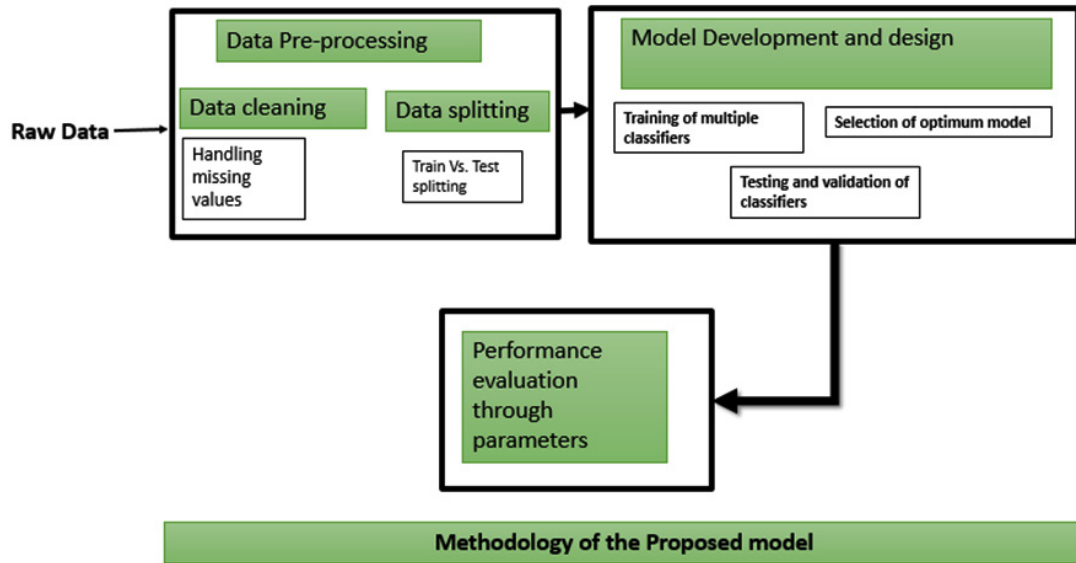 Raw Data
Data Pre-processing
Data cleaning
Handling
missing
values
Data splitting
Train Vs. Test
splitting
Model Development and design
Training of multiple
classifiers
Selection of optimum model
Testing and validation of
classifiers
Performance
evaluation
through
parameters
Methodology of the Proposed model